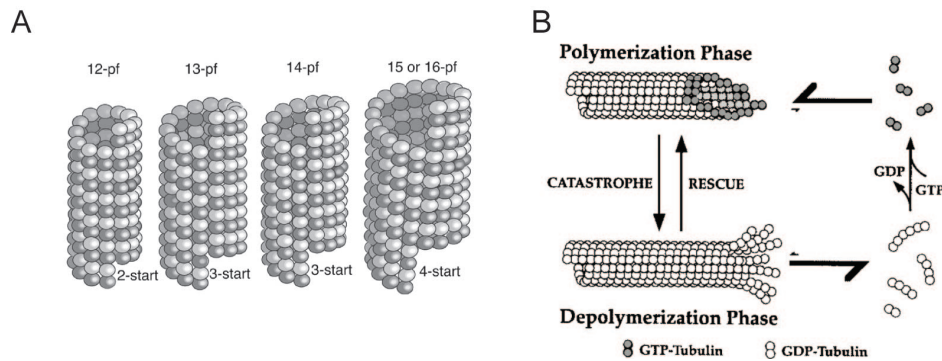 A
12-pf 13-pf 14-pf 15 or 16-pf
2-start 3-start 3-start 4-start
B
Polymerization Phase
CATASTROPHE RESCUE
GDP GTP
Depolymerization Phase
GTP-Tubulin GDP-Tubulin